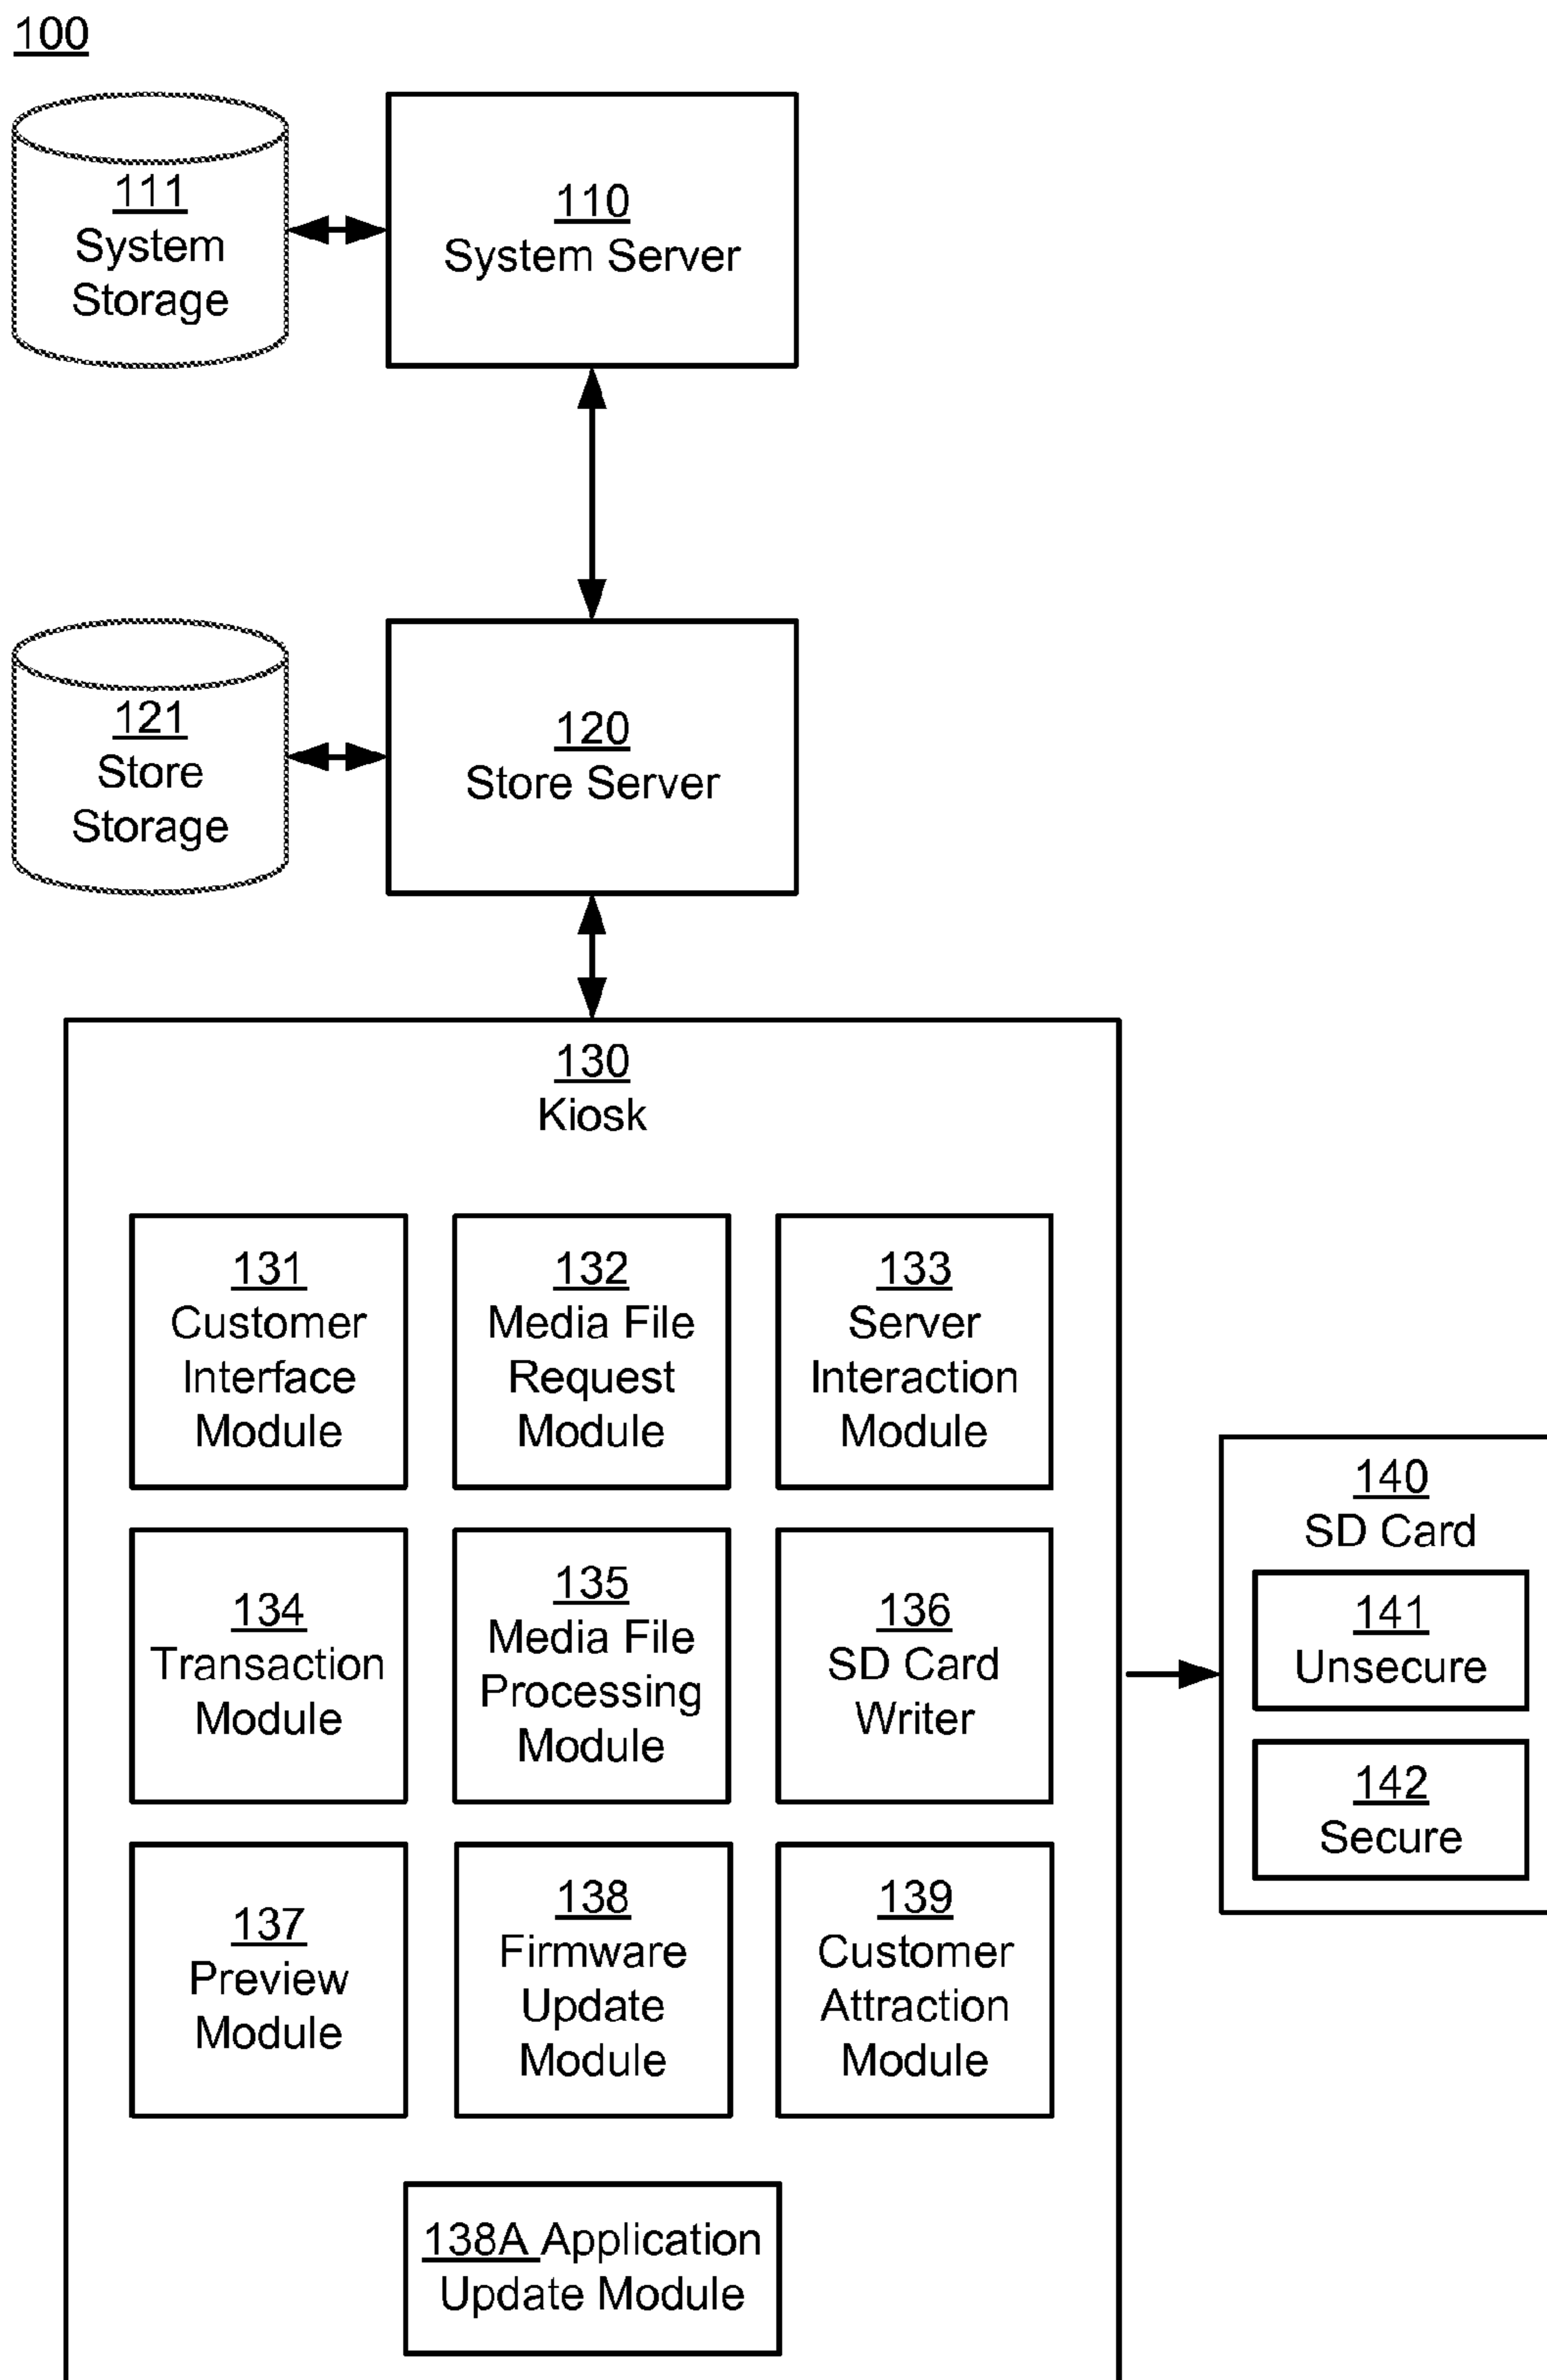 100
111
System
Storage
110
System Server
121
Store
Storage
120
Store Server
130
Kiosk
131
Customer
Interface
Module
132
Media File
Request
Module
133
Server
Interaction
Module
134
Transaction
Module
135
Media File
Processing
Module
136
SD Card
Writer
137
Preview
Module
138
Firmware
Update
Module
139
Customer
Attraction
Module
138A Application
Update Module
140
SD Card
141
Unsecure
142
Secure